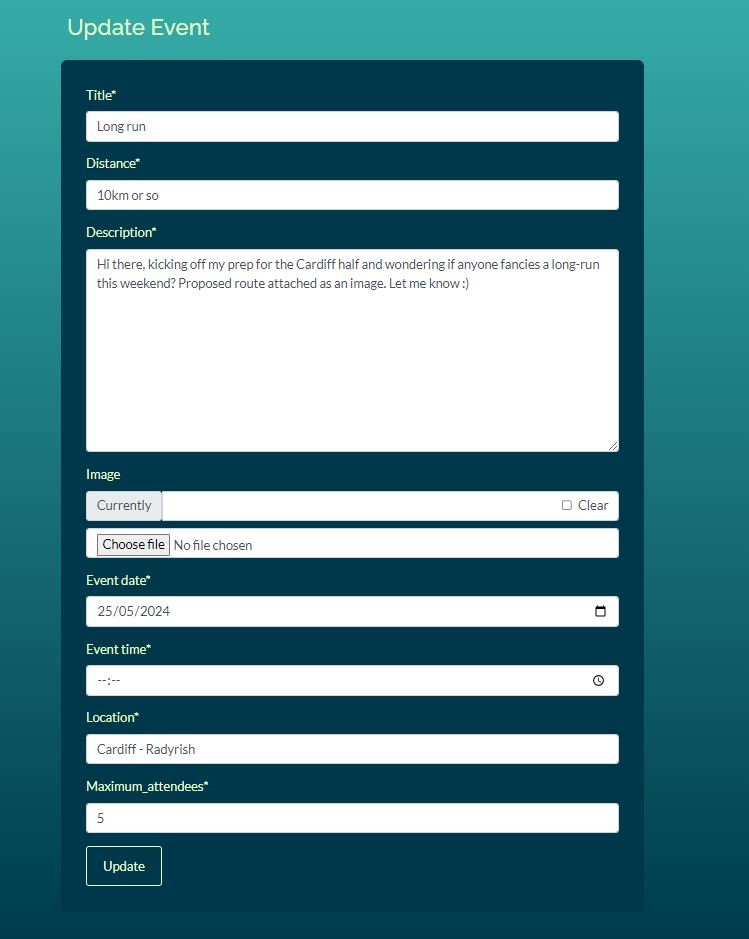 Update Event
Title*
Long run
Distance*
10km or so
Description*
Hi there, kicking off my prep for the Cardiff half and wondering if anyone fancies a long-run
this weekend? Proposed route attached as an image. Let me know :)
Image
Currently Clear
Choose file No file chosen
Event date*
25/05/2024
Event time*
--:--
Location*
Cardiff - Radyrish
Maximum_attendees*
5
Update